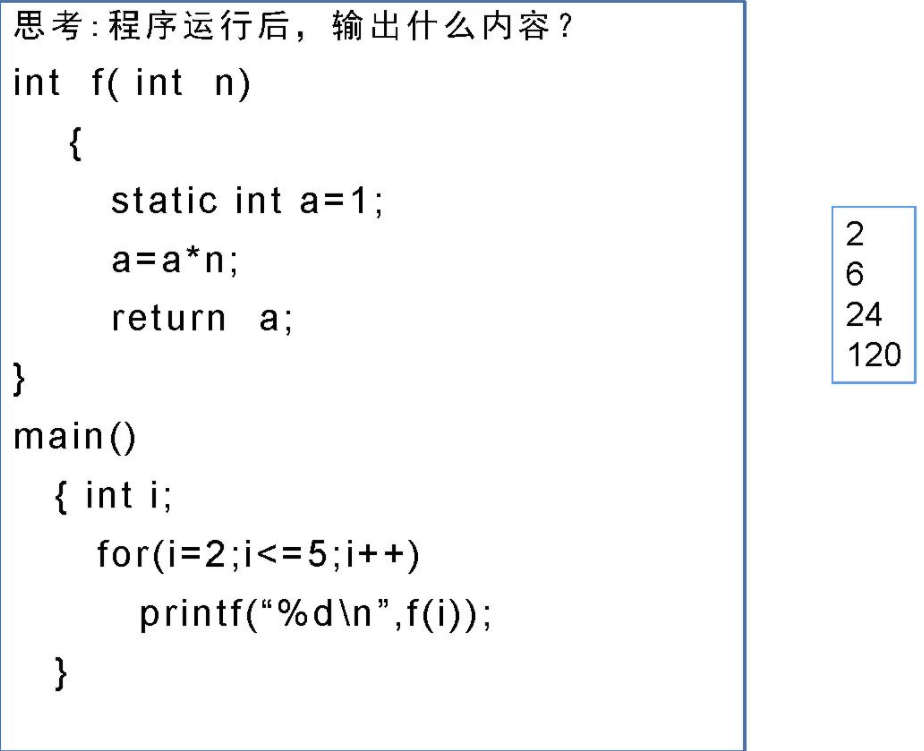 思考:程序运行后，输出什么内容？
int f( int n)
{
static int a=1;
a=a*n;
return a;
}
main()
{ int i;
for(i=2;i<=5;i++)
printf(“%d\n”,f(i));
}
2
6
24
120